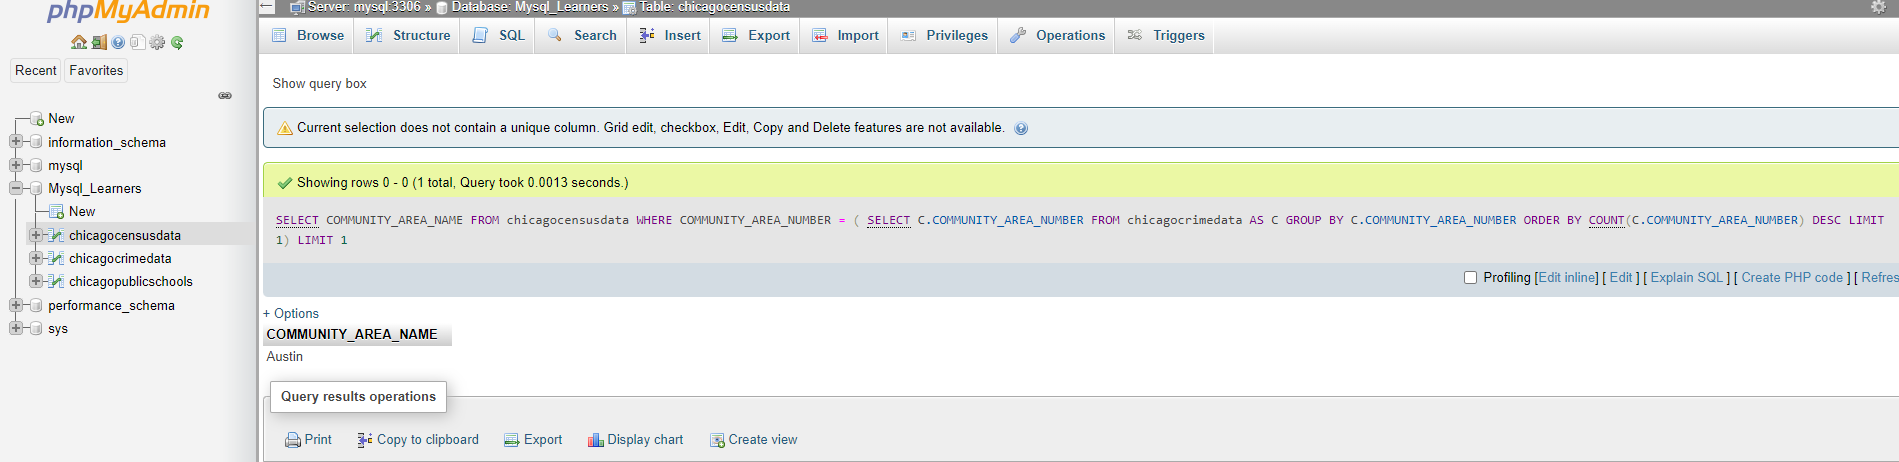 phpMyAdmin
Recent Favorites
New
information_schema
mysql
Mysql_Learners
New
chicagocensusdata
chicagocrimedata
chicagopublicschools
performance_schema
sys
Server: mysql:3306 » Database: Mysql_Learners » Table: chicagocensusdata
Browse Structure SQL Search Insert Export Import Privileges Operations Triggers
Show query box
Current selection does not contain a unique column. Grid edit, checkbox, Edit, Copy and Delete features are not available.
Showing rows 0 - 0 (1 total, Query took 0.0013 seconds.)
SELECT COMMUNITY_AREA_NAME FROM chicagocensusdata WHERE COMMUNITY_AREA_NUMBER = ( SELECT C.COMMUNITY_AREA_NUMBER FROM chicagocrimedata AS C GROUP BY C.COMMUNITY_AREA_NUMBER ORDER BY COUNT(C.COMMUNITY_AREA_NUMBER) DESC LIMIT
1) LIMIT 1
Profiling [Edit inline] [ Edit ] [ Explain SQL ] [ Create PHP code ] [ Refres
+ Options
COMMUNITY_AREA_NAME
Austin
Query results operations
Print Copy to clipboard Export Display chart Create view